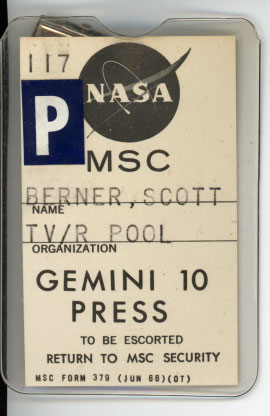 117
P
NASA
MSC
BERNER, SCOTT
NAME
TV/R POOL
ORGANIZATION
GEMINI 10
PRESS
TO BE ESCORTED
RETURN TO MSC SECURITY
MSC FORM 379 (JUN 66)(OT)